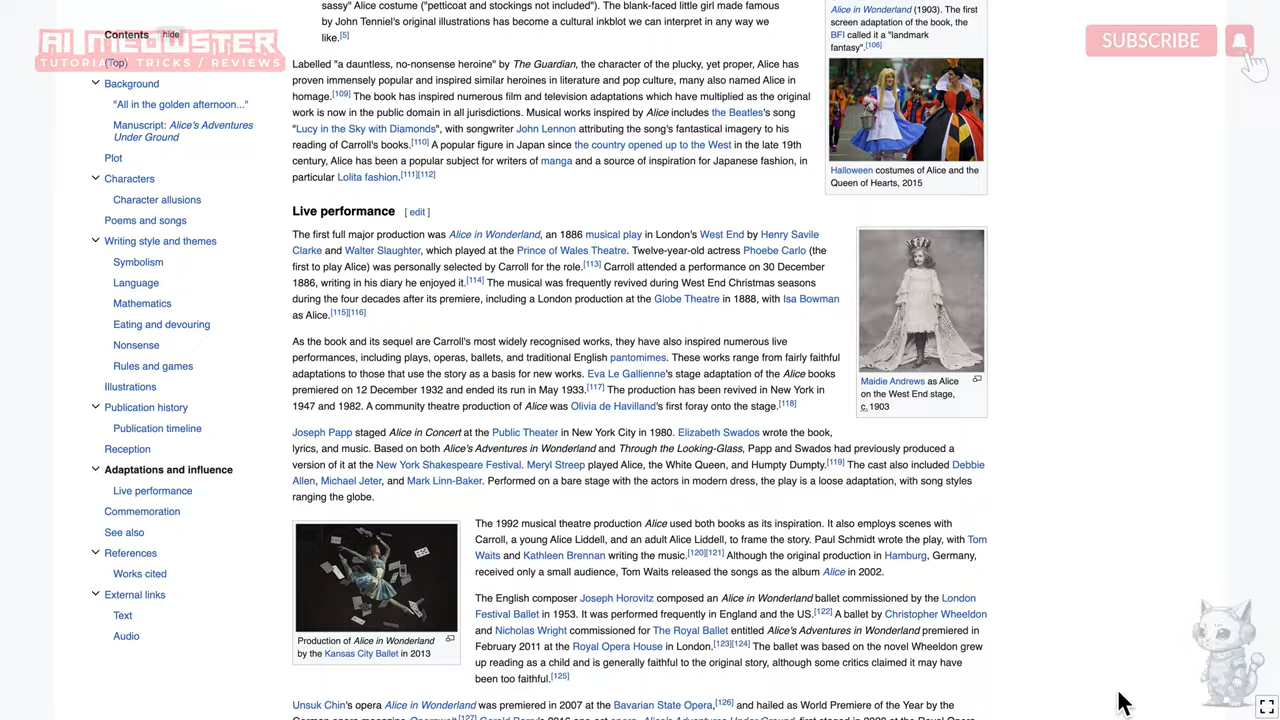 AI MEOWSTER
TUTORIAL TRICKS / REVIEWS
SUBSCRIBE
Contents hide
(Top)
Background
"All in the golden afternoon..."
Manuscript: Alice's Adventures
Under Ground
Plot
Characters
Character allusions
Poems and songs
Writing style and themes
Symbolism
Language
Mathematics
Eating and devouring
Nonsense
Rules and games
Illustrations
Publication history
Publication timeline
Reception
Adaptations and influence
Live performance
Commemoration
See also
References
Works cited
External links
Text
Audio
sassy" Alice costume ("petticoat and stockings not included"). The blank-faced little girl made famous
by John Tenniel's original illustrations has become a cultural inkblot we can interpret in any way we
like.[5]
Labelled "a dauntless, no-nonsense heroine" by The Guardian, the character of the plucky, yet proper, Alice has
proven immensely popular and inspired similar heroines in literature and pop culture, many also named Alice in
homage.[109] The book has inspired numerous film and television adaptations which have multiplied as the original
work is now in the public domain in all jurisdictions. Musical works inspired by Alice includes the Beatles's song
"Lucy in the Sky with Diamonds", with songwriter John Lennon attributing the song's fantastical imagery to his
reading of Carroll's books.[110] A popular figure in Japan since the country opened up to the West in the late 19th
century, Alice has been a popular subject for writers of manga and a source of inspiration for Japanese fashion, in
particular Lolita fashion.[111][112]
Alice in Wonderland (1903). The first
screen adaptation of the book, the
BFI called it a "landmark
fantasy".[106]
Halloween costumes of Alice and the
Queen of Hearts, 2015
Live performance [ edit ]
The first full major production was Alice in Wonderland, an 1886 musical play in London's West End by Henry Savile
Clarke and Walter Slaughter, which played at the Prince of Wales Theatre. Twelve-year-old actress Phoebe Carlo (the
first to play Alice) was personally selected by Carroll for the role.[113] Carroll attended a performance on 30 December
1886, writing in his diary he enjoyed it.[114] The musical was frequently revived during West End Christmas seasons
during the four decades after its premiere, including a London production at the Globe Theatre in 1888, with Isa Bowman
as Alice.[115][116]
As the book and its sequel are Carroll's most widely recognised works, they have also inspired numerous live
performances, including plays, operas, ballets, and traditional English pantomimes. These works range from fairly faithful
adaptations to those that use the story as a basis for new works. Eva Le Gallienne's stage adaptation of the Alice books
premiered on 12 December 1932 and ended its run in May 1933.[117] The production has been revived in New York in
1947 and 1982. A community theatre production of Alice was Olivia de Havilland's first foray onto the stage.[118]
Maidie Andrews as Alice
on the West End stage,
c. 1903
Joseph Papp staged Alice in Concert at the Public Theater in New York City in 1980. Elizabeth Swados wrote the book,
lyrics, and music. Based on both Alice's Adventures in Wonderland and Through the Looking-Glass, Papp and Swados had previously produced a
version of it at the New York Shakespeare Festival. Meryl Streep played Alice, the White Queen, and Humpty Dumpty.[119] The cast also included Debbie
Allen, Michael Jeter, and Mark Linn-Baker. Performed on a bare stage with the actors in modern dress, the play is a loose adaptation, with song styles
ranging the globe.
Production of Alice in Wonderland
by the Kansas City Ballet in 2013
The 1992 musical theatre production Alice used both books as its inspiration. It also employs scenes with
Carroll, a young Alice Liddell, and an adult Alice Liddell, to frame the story. Paul Schmidt wrote the play, with Tom
Waits and Kathleen Brennan writing the music.[120][121] Although the original production in Hamburg, Germany,
received only a small audience, Tom Waits released the songs as the album Alice in 2002.
The English composer Joseph Horovitz composed an Alice in Wonderland ballet commissioned by the London
Festival Ballet in 1953. It was performed frequently in England and the US.[122] A ballet by Christopher Wheeldon
and Nicholas Wright commissioned for The Royal Ballet entitled Alice's Adventures in Wonderland premiered in
February 2011 at the Royal Opera House in London.[123][124] The ballet was based on the novel Wheeldon grew
up reading as a child and is generally faithful to the original story, although some critics claimed it may have
been too faithful.[125]
Unsuk Chin's opera Alice in Wonderland was premiered in 2007 at the Bavarian State Opera,[126] and hailed as World Premiere of the Year by the